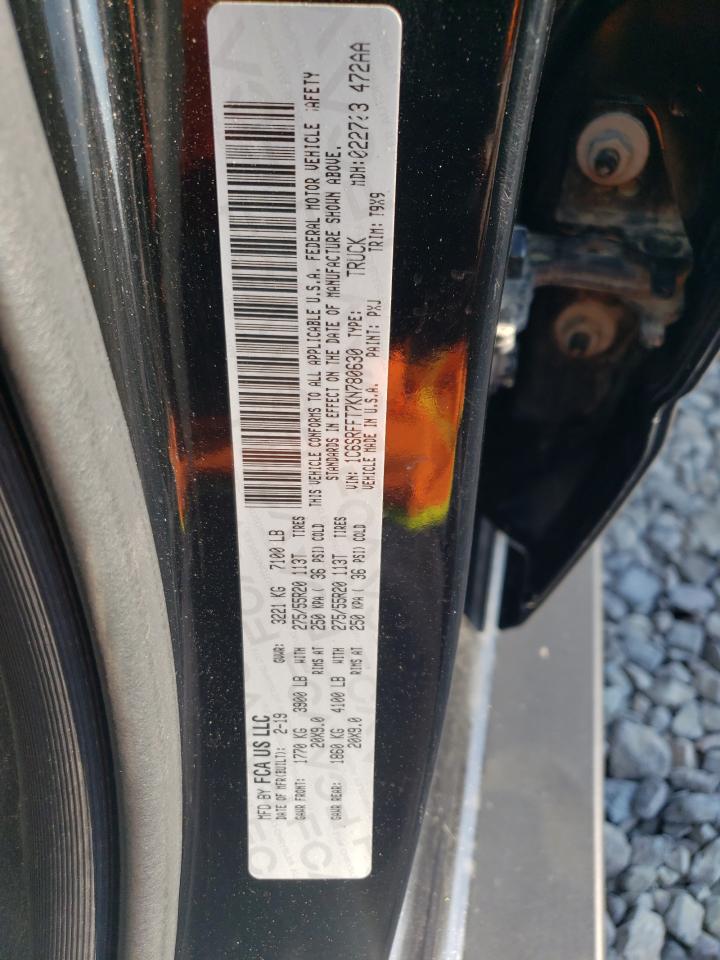 MFD BY FCA US LLC
DATE OF MFR(BUILT): 2-19 GVWR: 3221 KG 7100 LB
GAWR FRONT: 1770 KG 3900 LB WITH 275/55R20 113T TIRES
20X9.0 RIMS AT 250 KPA( 36 PSI) COLD
GAWR REAR: 1860 KG 4100 LB WITH 275/55R20 113T TIRES
20X9.0 RIMS AT 250 KPA( 36 PSI) COLD
THIS VEHICLE CONFORMS TO ALL APPLICABLE U.S.A. FEDERAL MOTOR VEHICLE SAFETY
STANDARDS IN EFFECT ON THE DATE OF MANUFACTURE SHOWN ABOVE.
VIN: 1C6SRFFT7KN780630 TYPE: TRUCK MDH: 472AA
VEHICLE MADE IN U.S.A. PAINT: PXJ TRIM: T9X9